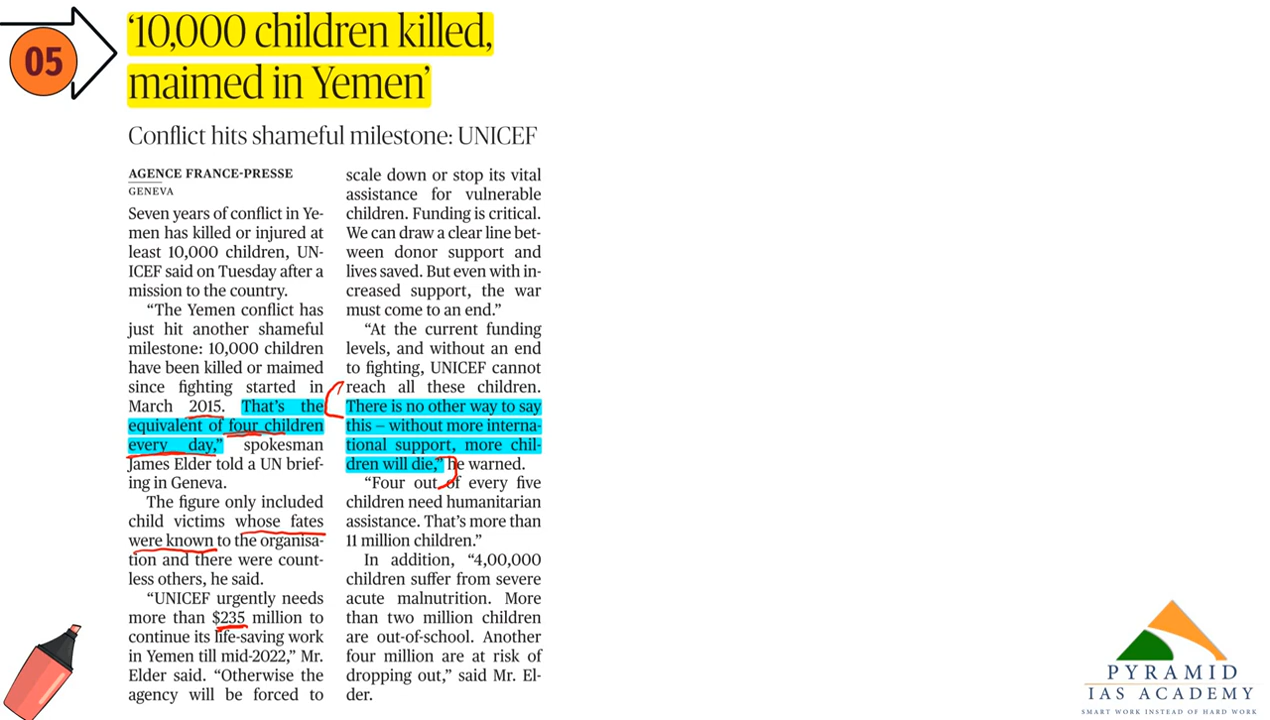 05
‘10,000 children killed,
maimed in Yemen’
Conflict hits shameful milestone: UNICEF
AGENCE FRANCE-PRESSE
GENEVA
Seven years of conflict in Ye-
men has killed or injured at
least 10,000 children, UN-
ICEF said on Tuesday after a
mission to the country.
“The Yemen conflict has
just hit another shameful
milestone: 10,000 children
have been killed or maimed
since fighting started in
March 2015. That’s the
equivalent of four children
every day,” spokesman
James Elder told a UN brief-
ing in Geneva.
The figure only included
child victims whose fates
were known to the organisa-
tion and there were count-
less others, he said.
“UNICEF urgently needs
more than $235 million to
continue its life-saving work
in Yemen till mid-2022,” Mr.
Elder said. “Otherwise the
agency will be forced to
scale down or stop its vital
assistance for vulnerable
children. Funding is critical.
We can draw a clear line bet-
ween donor support and
lives saved. But even with in-
creased support, the war
must come to an end.”
“At the current funding
levels, and without an end
to fighting, UNICEF cannot
reach all these children.
There is no other way to say
this – without more interna-
tional support, more chil-
dren will die,” he warned.
“Four out of every five
children need humanitarian
assistance. That’s more than
11 million children.”
In addition, “4,00,000
children suffer from severe
acute malnutrition. More
than two million children
are out-of-school. Another
four million are at risk of
dropping out,” said Mr. El-
der.
PYRAMID
IAS ACADEMY
SMART WORK INSTEAD OF HARD WORK